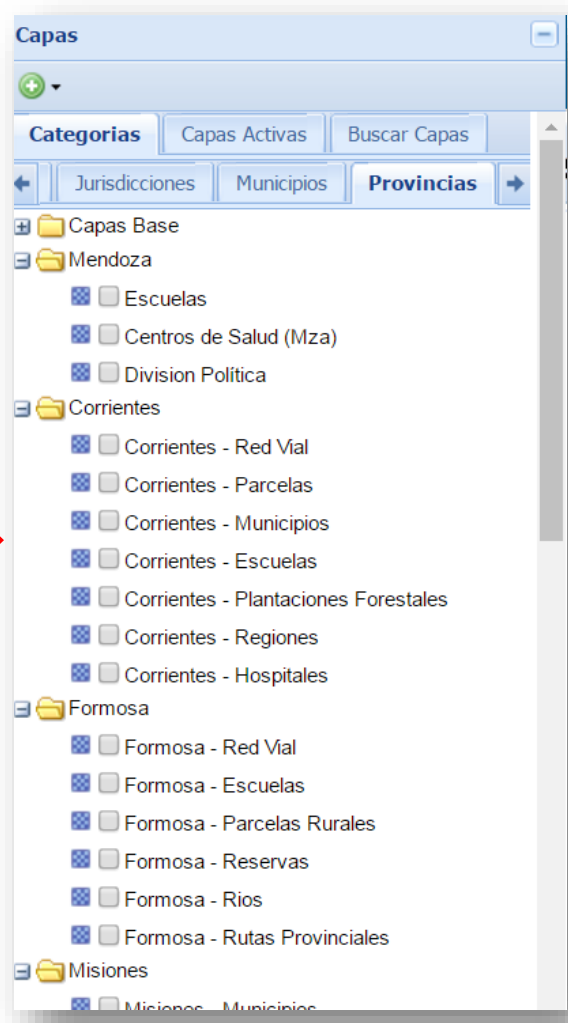 Capas
Categorias Capas Activas Buscar Capas
Jurisdicciones Municipios Provincias
Capas Base
Mendoza
Escuelas
Centros de Salud (Mza)
Division Política
Corrientes
Corrientes - Red Vial
Corrientes - Parcelas
Corrientes - Municipios
Corrientes - Escuelas
Corrientes - Plantaciones Forestales
Corrientes - Regiones
Corrientes - Hospitales
Formosa
Formosa - Red Vial
Formosa - Escuelas
Formosa - Parcelas Rurales
Formosa - Reservas
Formosa - Rios
Formosa - Rutas Provinciales
Misiones
Misiones - Municipios